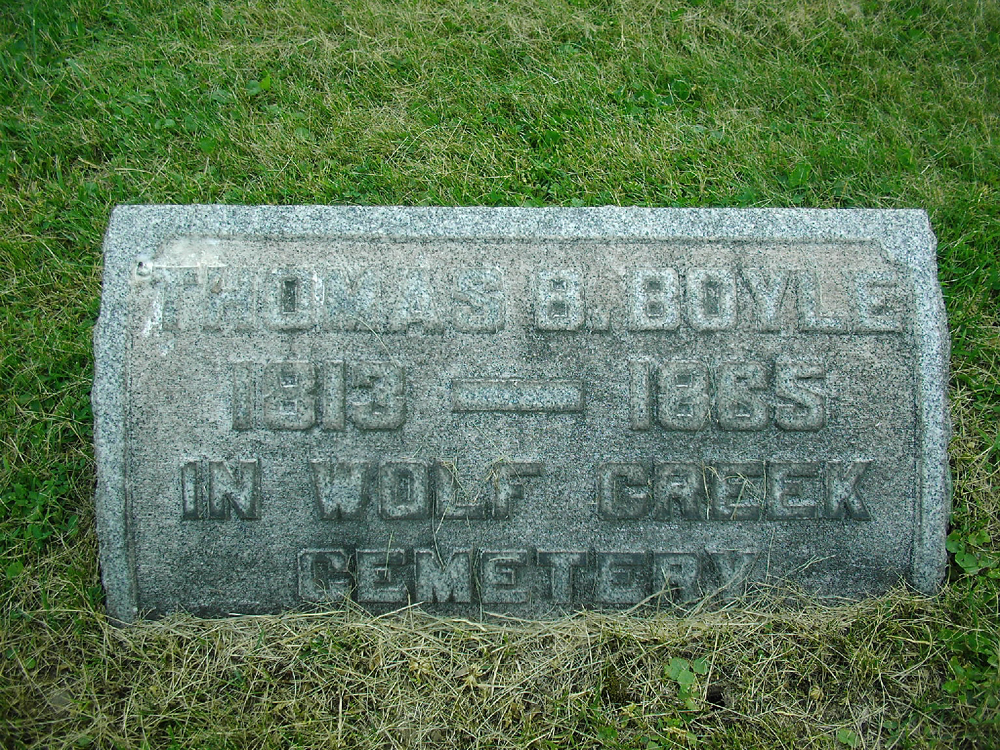 THOMAS B. BOYLE
1813 — 1865
IN WOLF CREEK
CEMETERY